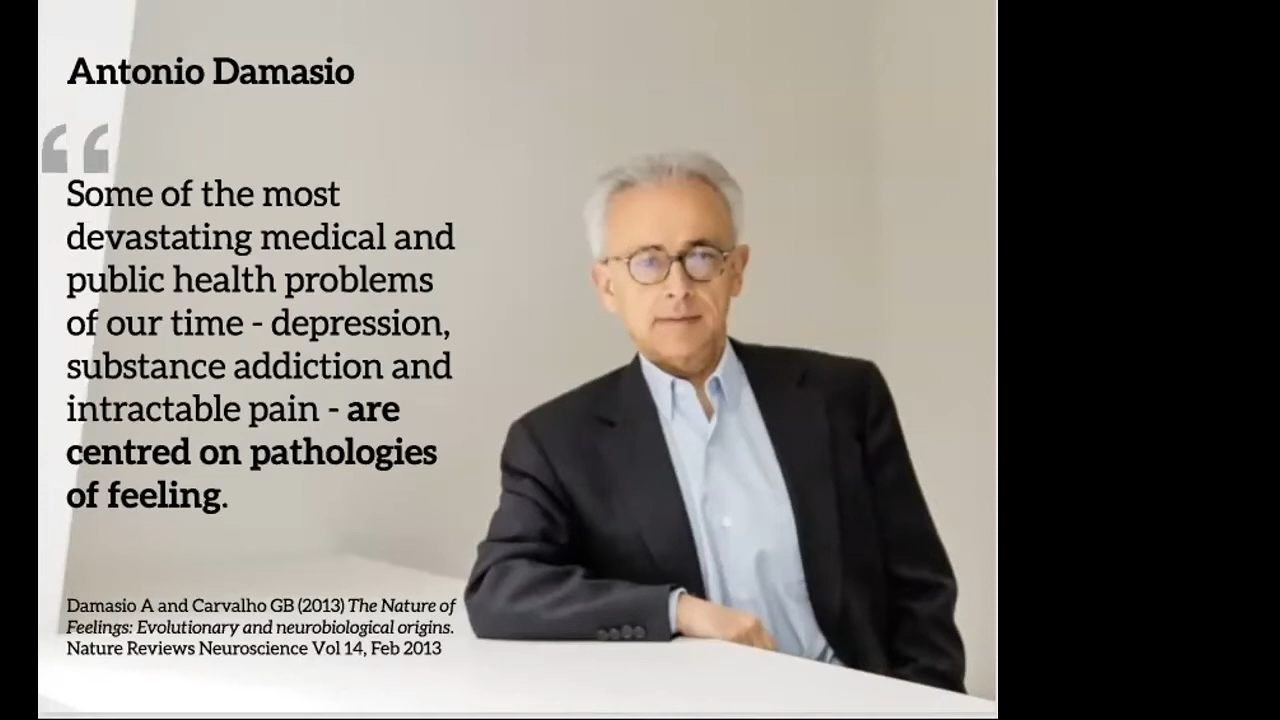 Antonio Damasio
“
Some of the most
devastating medical and
public health problems
of our time - depression,
substance addiction and
intractable pain - are
centred on pathologies
of feeling.
Damasio A and Carvalho GB (2013) The Nature of
Feelings: Evolutionary and neurobiological origins.
Nature Reviews Neuroscience Vol 14, Feb 2013